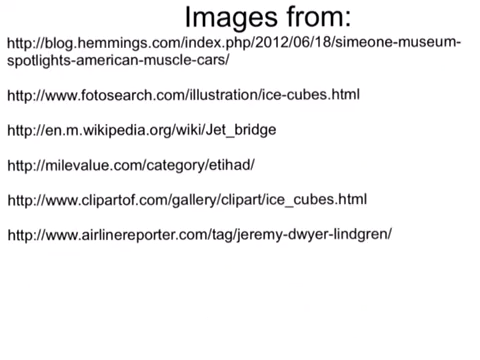 Images from:
http://blog.hemmings.com/index.php/2012/06/18/simeone-museum-
spotlights-american-muscle-cars/
http://www.fotosearch.com/illustration/ice-cubes.html
http://en.m.wikipedia.org/wiki/Jet_bridge
http://milevalue.com/category/etihad/
http://www.clipartof.com/gallery/clipart/ice_cubes.html
http://www.airlinereporter.com/tag/jeremy-dwyer-lindgren/